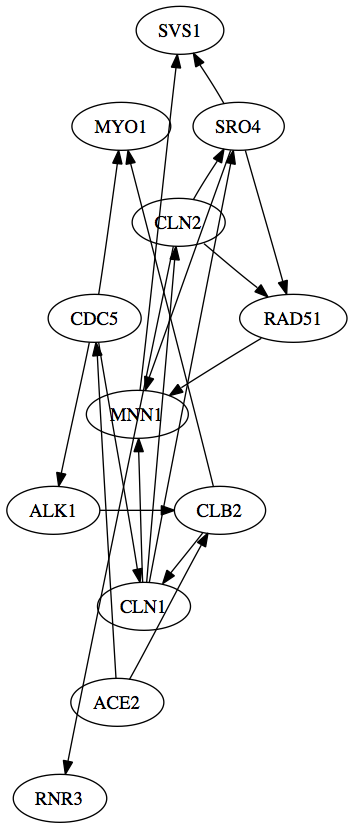 SVS1
MYO1
SRO4
CLN2
CDC5
RAD51
MNN1
ALK1
CLB2
CLN1
ACE2
RNR3